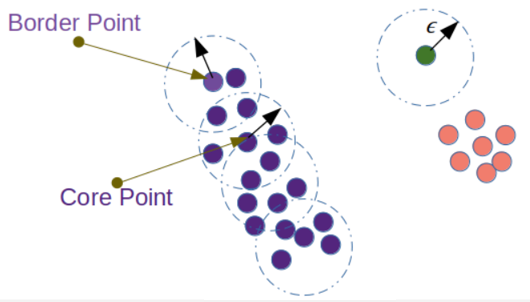 Border Point
ϵ
Core Point